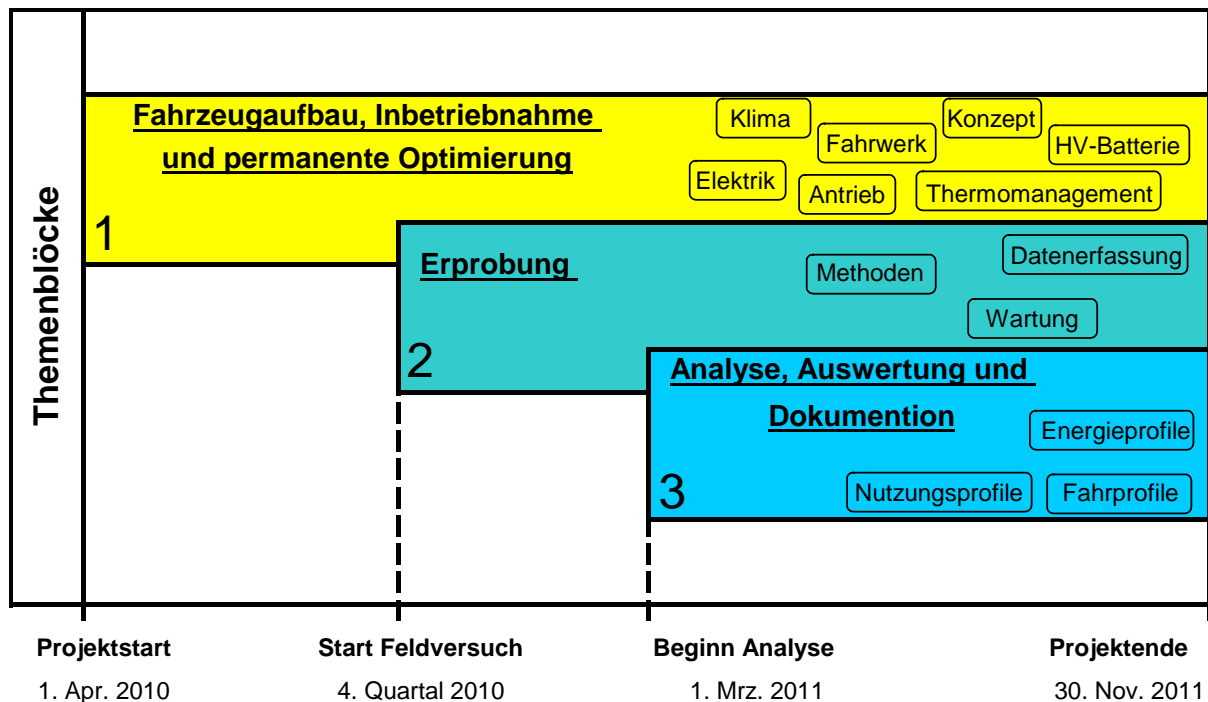 Themenblöcke
Fahrzeugaufbau, Inbetriebnahme
und permanente Optimierung
1
Klima
Fahrwerk
Konzept
HV-Batterie
Elektrik
Antrieb
Thermomanagement
Erprobung
2
Methoden
Datenerfassung
Wartung
Analyse, Auswertung und
Dokumention
3
Energieprofile
Nutzungsprofile
Fahrprofile
Projektstart
1. Apr. 2010
Start Feldversuch
4. Quartal 2010
Beginn Analyse
1. Mrz. 2011
Projektende
30. Nov. 2011